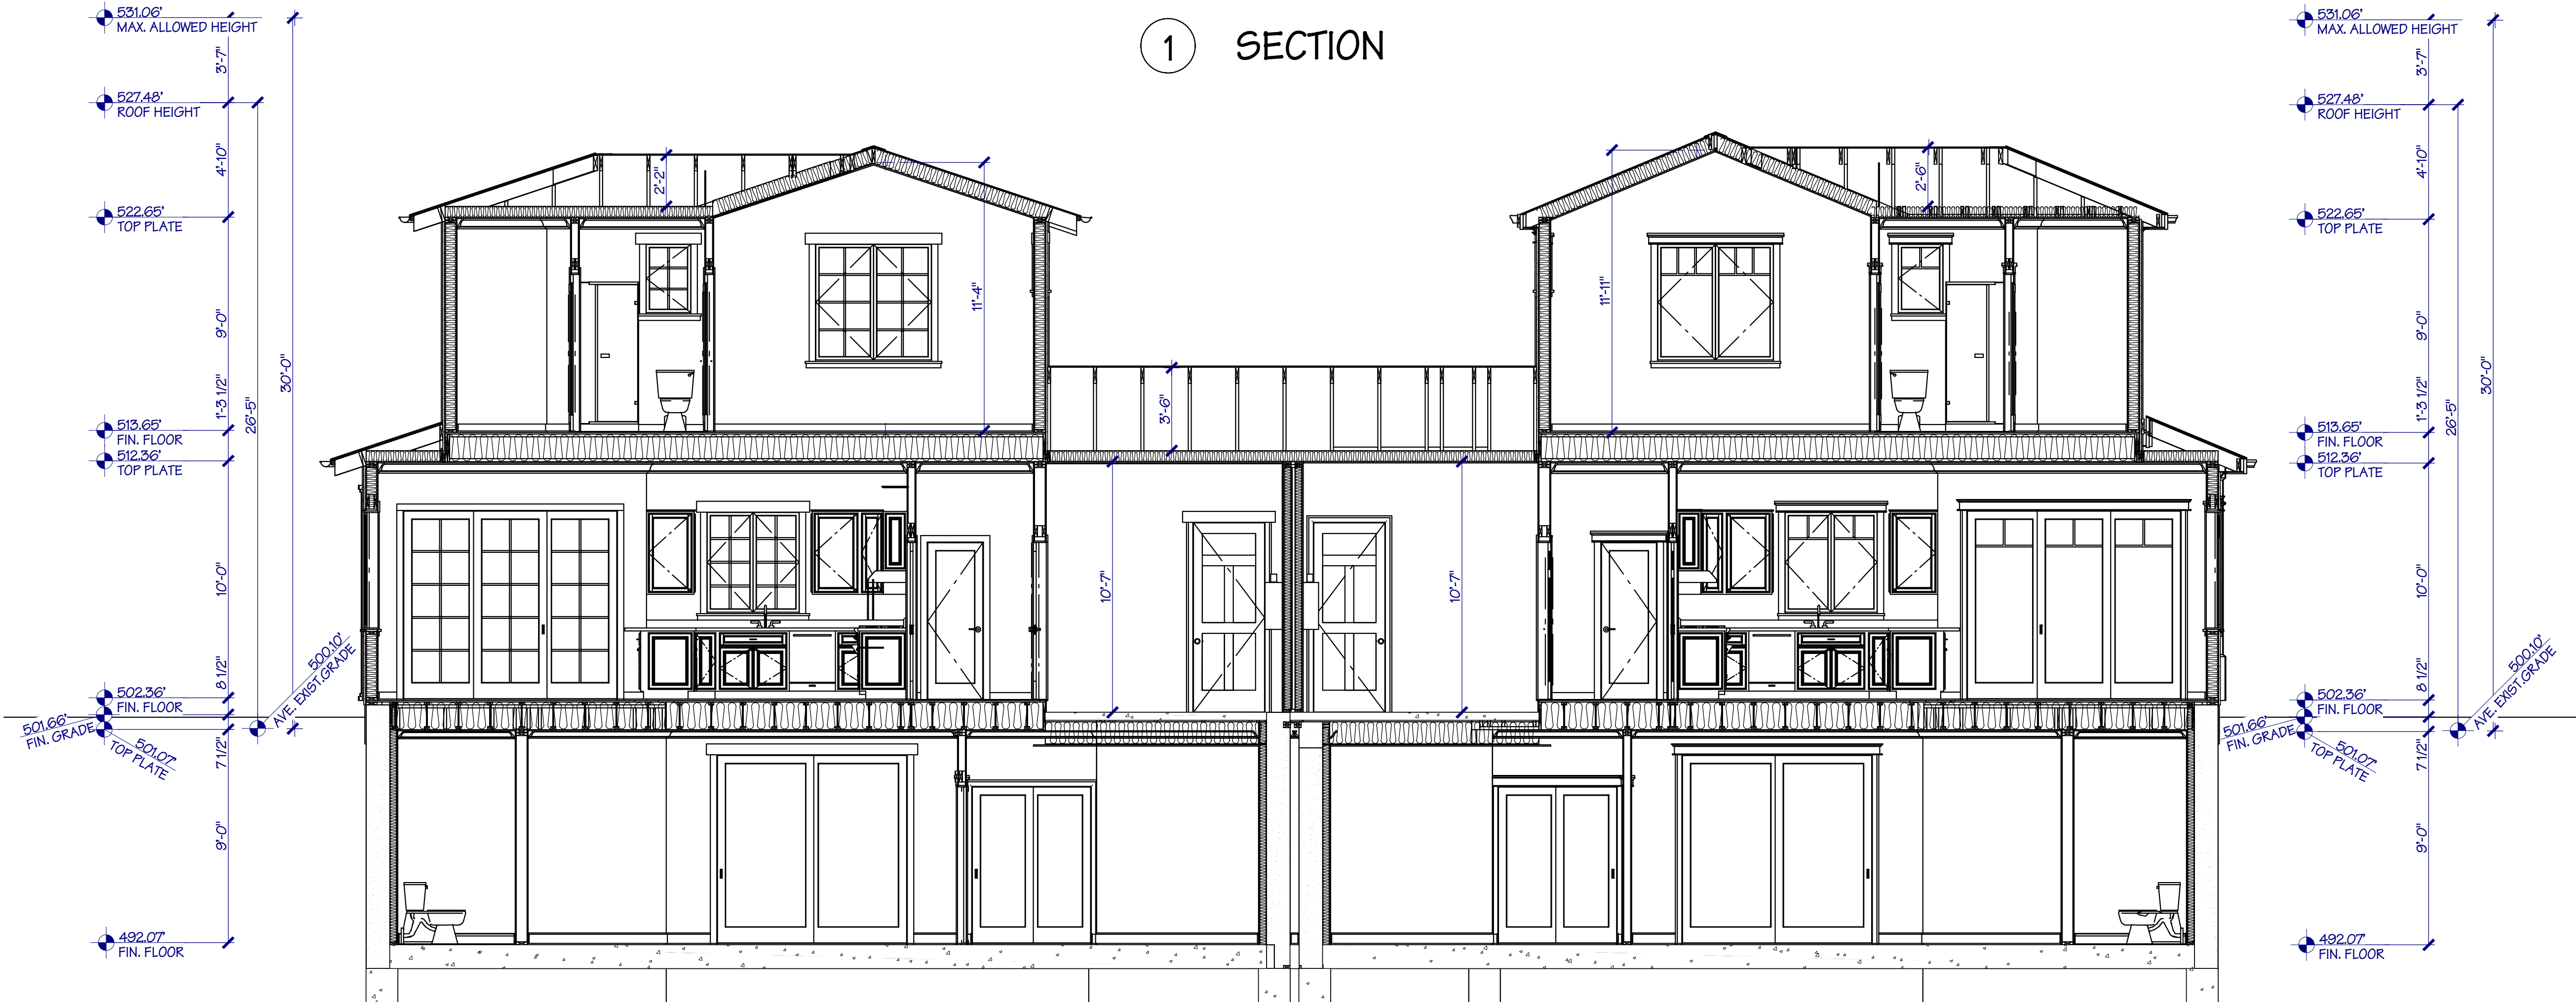 1 SECTION
531.06'
MAX. ALLOWED HEIGHT
3'-7"
527.48'
ROOF HEIGHT
4'-10"
522.65'
TOP PLATE
9'-0"
30'-0"
1'-3 1/2"
26'-5"
513.65'
FIN. FLOOR
512.36'
TOP PLATE
10'-0"
8 1/2"
502.36'
FIN. FLOOR
501.66'
FIN. GRADE
501.07'
TOP PLATE
500.10'
AVE. EXIST.GRADE
7 1/2"
9'-0"
492.07'
FIN. FLOOR
2'-2"
11'-4"
3'-6"
10'-7"
10'-7"
11'-11"
2'-6"
531.06'
MAX. ALLOWED HEIGHT
3'-7"
527.48'
ROOF HEIGHT
4'-10"
522.65'
TOP PLATE
9'-0"
30'-0"
1'-3 1/2"
26'-5"
513.65'
FIN. FLOOR
512.36'
TOP PLATE
10'-0"
8 1/2"
502.36'
FIN. FLOOR
501.66'
FIN. GRADE
501.07'
TOP PLATE
500.10'
AVE. EXIST.GRADE
7 1/2"
9'-0"
492.07'
FIN. FLOOR